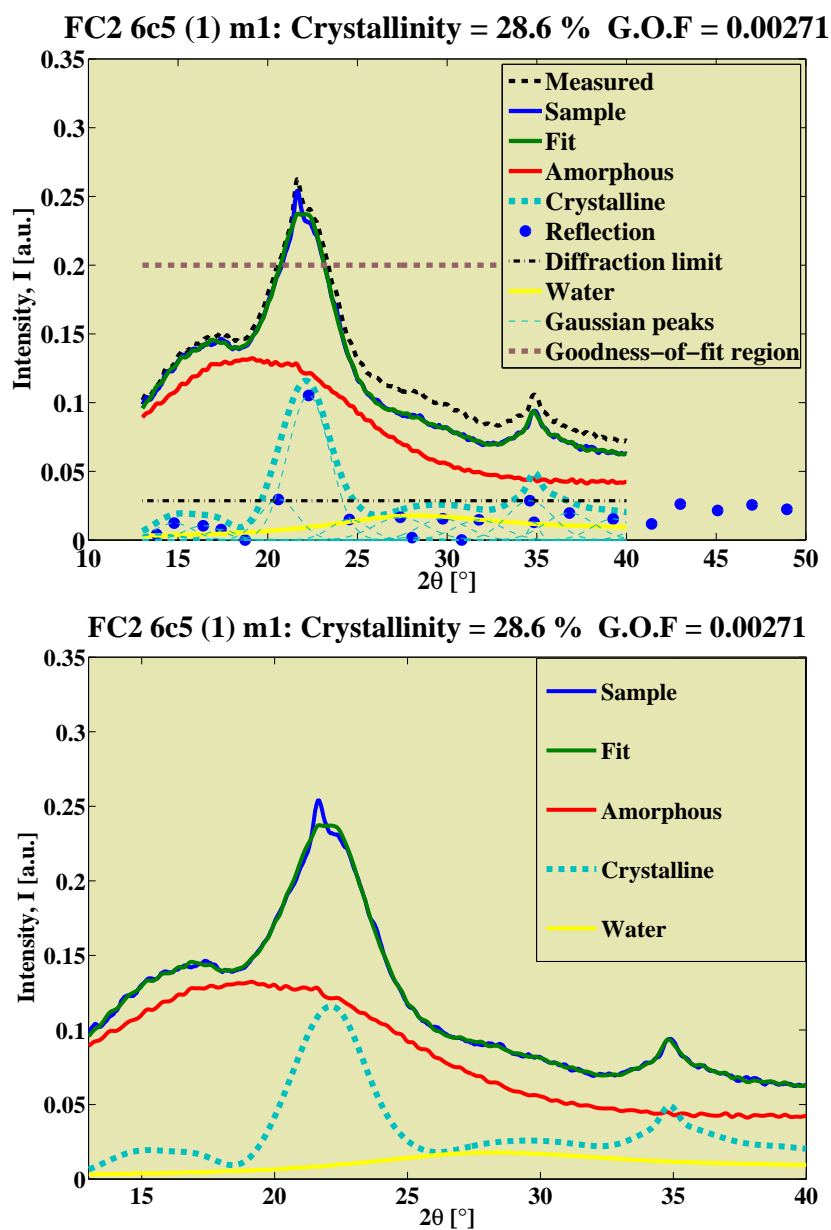 FC2 6c5 (1) m1: Crystallinity = 28.6 % G.O.F = 0.00271
0.35
0.3
0.25
0.2
0.15
0.1
0.05
0
Intensity, I [a.u.]
Measured
Sample
Fit
Amorphous
Crystalline
Reflection
Diffraction limit
Water
Gaussian peaks
Goodness−of−fit region
10 15 20 25 30 35 40 45 50
2θ [°]
FC2 6c5 (1) m1: Crystallinity = 28.6 % G.O.F = 0.00271
0.35
0.3
0.25
0.2
0.15
0.1
0.05
0
Intensity, I [a.u.]
Sample
Fit
Amorphous
Crystalline
Water
15 20 25 30 35 40
2θ [°]